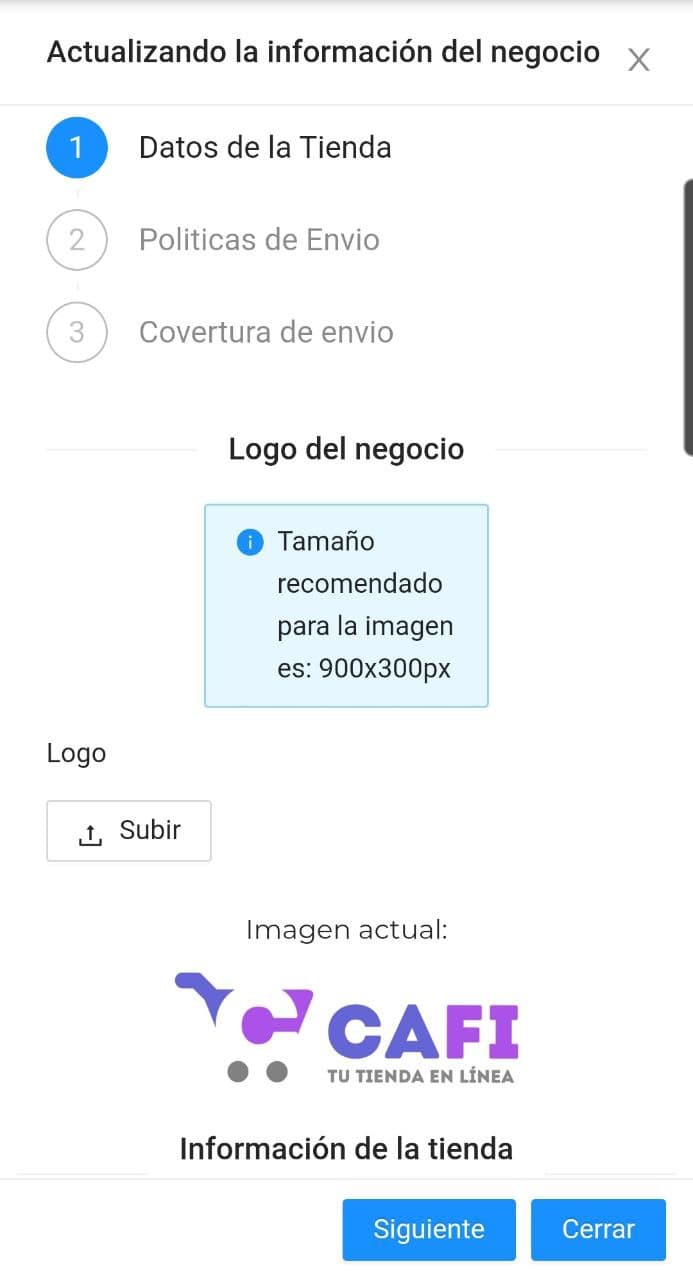 Actualizando la información del negocio
1 Datos de la Tienda
2 Politicas de Envio
3 Covertura de envio
Logo del negocio
Tamaño
recomendado
para la imagen
es: 900x300px
Logo
Subir
Imagen actual:
CAFI
TU TIENDA EN LÍNEA
Información de la tienda
Siguiente Cerrar